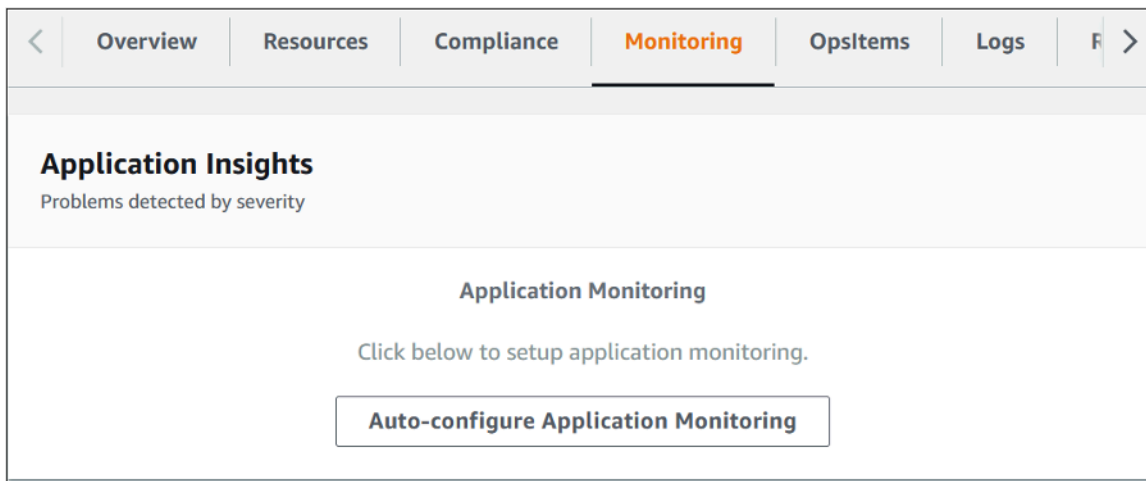 Overview Resources Compliance Monitoring OpsItems Logs
Application Insights
Problems detected by severity
Application Monitoring
Click below to setup application monitoring.
Auto-configure Application Monitoring